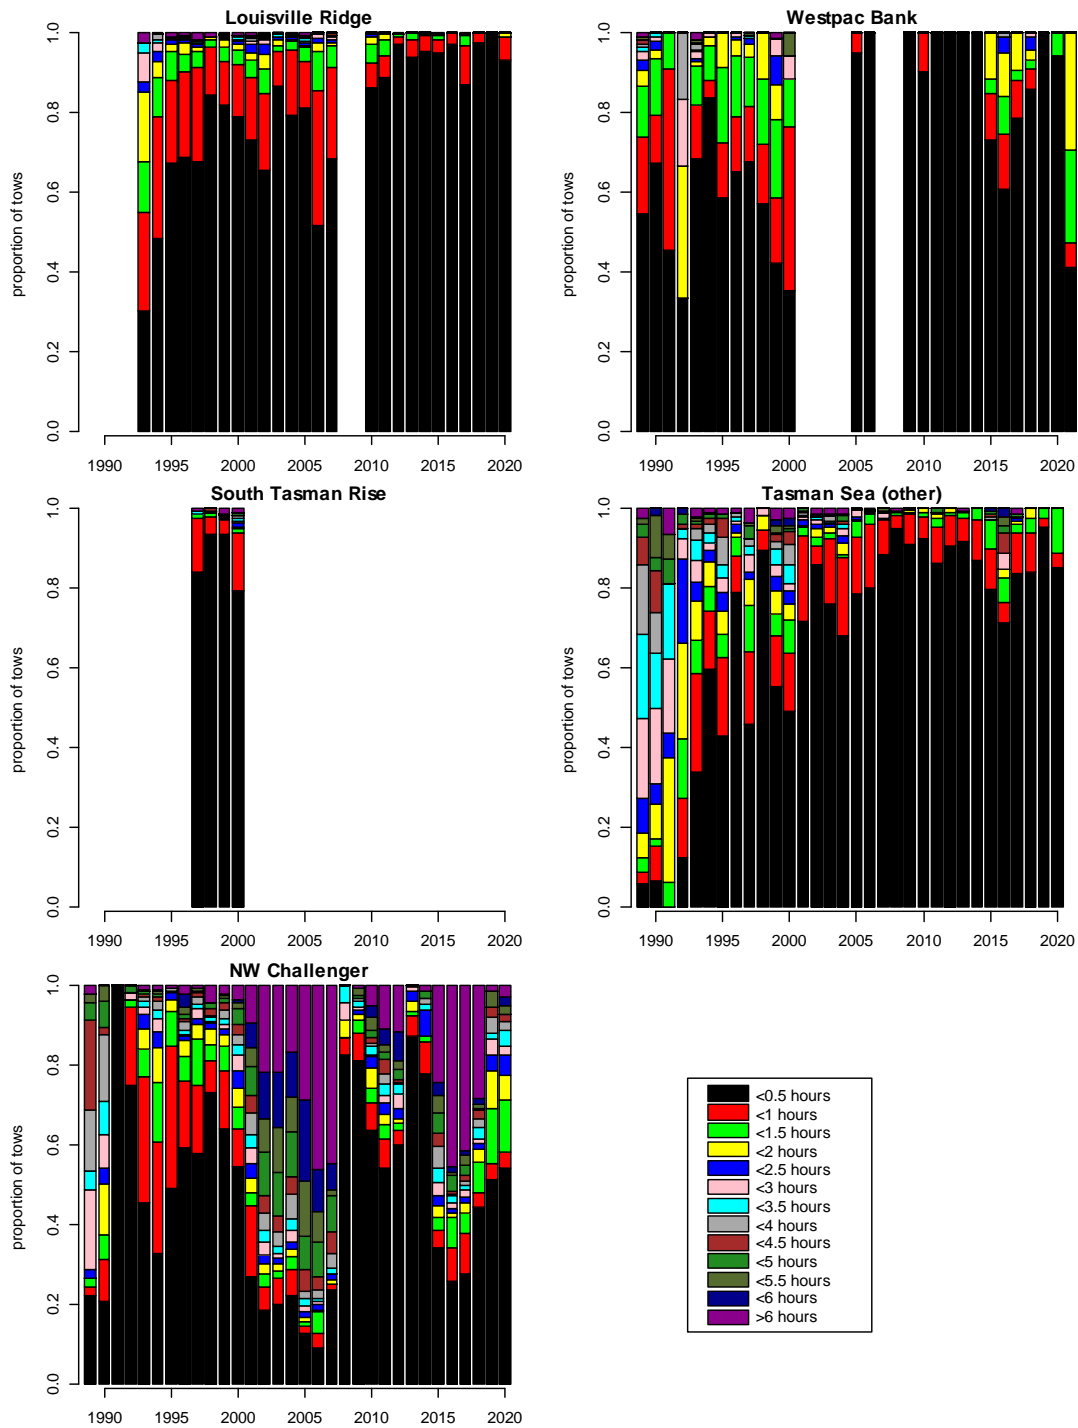 Louisville Ridge
proportion of tows
0.0 0.2 0.4 0.6 0.8 1.0
1990 1995 2000 2005 2010 2015 2020
Westpac Bank
proportion of tows
0.0 0.2 0.4 0.6 0.8 1.0
1990 1995 2000 2005 2010 2015 2020
South Tasman Rise
proportion of tows
0.0 0.2 0.4 0.6 0.8 1.0
1990 1995 2000 2005 2010 2015 2020
Tasman Sea (other)
proportion of tows
0.0 0.2 0.4 0.6 0.8 1.0
1990 1995 2000 2005 2010 2015 2020
NW Challenger
proportion of tows
0.0 0.2 0.4 0.6 0.8 1.0
1990 1995 2000 2005 2010 2015 2020
<0.5 hours
<1 hours
<1.5 hours
<2 hours
<2.5 hours
<3 hours
<3.5 hours
<4 hours
<4.5 hours
<5 hours
<5.5 hours
<6 hours
>6 hours